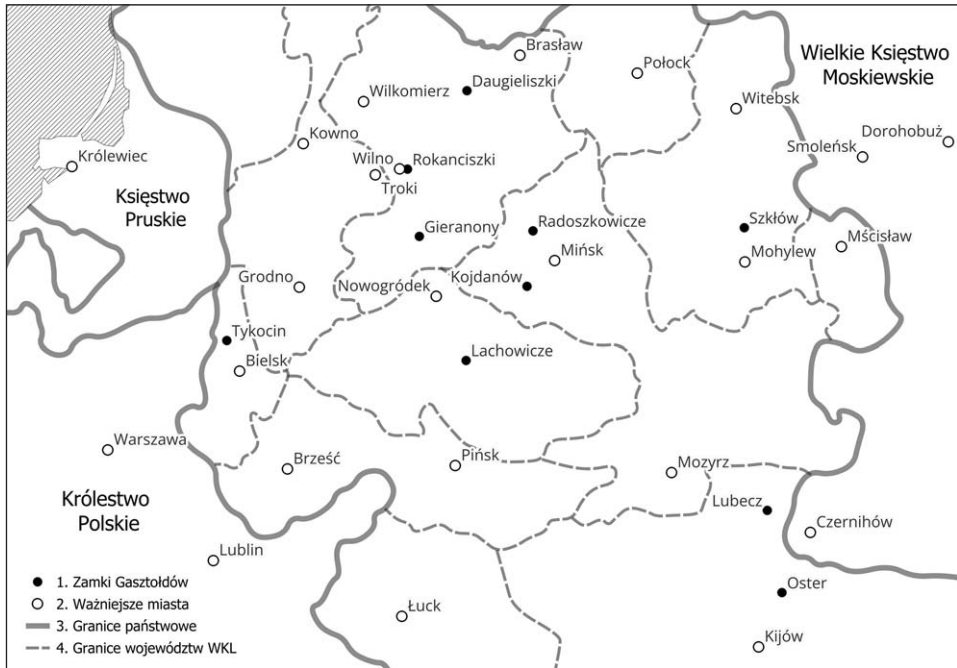 Brasław
Wielkie Księstwo
Moskiewskie
Połock
Daugieliszki
Wilkomierz
Witebsk
Dorohobuż
Kowno
Smoleńsk
Królewiec
Wilno
Rokanciszki
Troki
Księstwo
Pruskie
Gieranony
Radoszkowicze
Szkłów
Mścisław
Mińsk
Mohylew
Grodno
Nowogródek
Kojdanów
Tykocin
Bielsk
Lachowicze
Warszawa
Brześć
Pińsk
Mozyrz
Królestwo
Polskie
Lubecz
Czernihów
Lublin
1. Zamki Gasztołdów
Oster
2. Ważniejsze miasta
Łuck
3. Granice państwowe
Kijów
4. Granice województw WKL